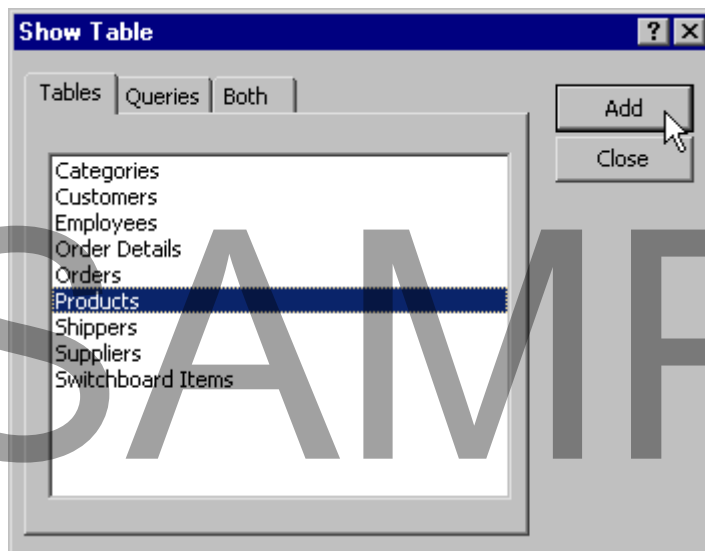 Show Table
Tables Queries Both
Add
Close
Categories
Customers
Employees
Order Details
Orders
Products
Shippers
Suppliers
Switchboard Items
SAMP